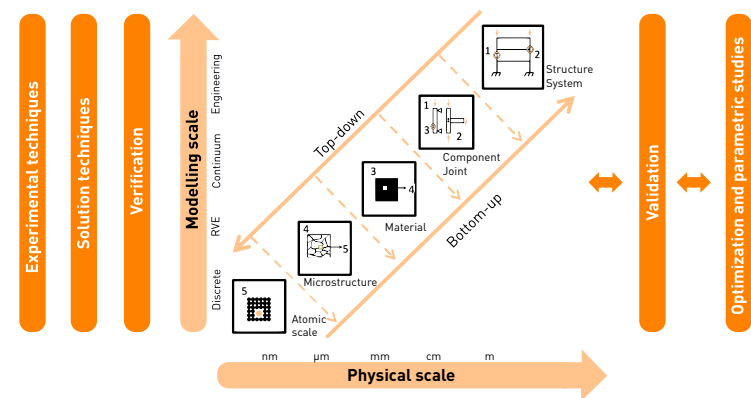 Experimental techniques
Solution techniques
Verification
Modelling scale
Engineering
Continuum
RVE
Discrete
Top-down
Bottom-up
1
2
Structure
System
1
3
2
Component
Joint
3
4
Material
4
5
Microstructure
5
Atomic
scale
nm
µm
mm
cm
m
Physical scale
Validation
Optimization and parametric studies